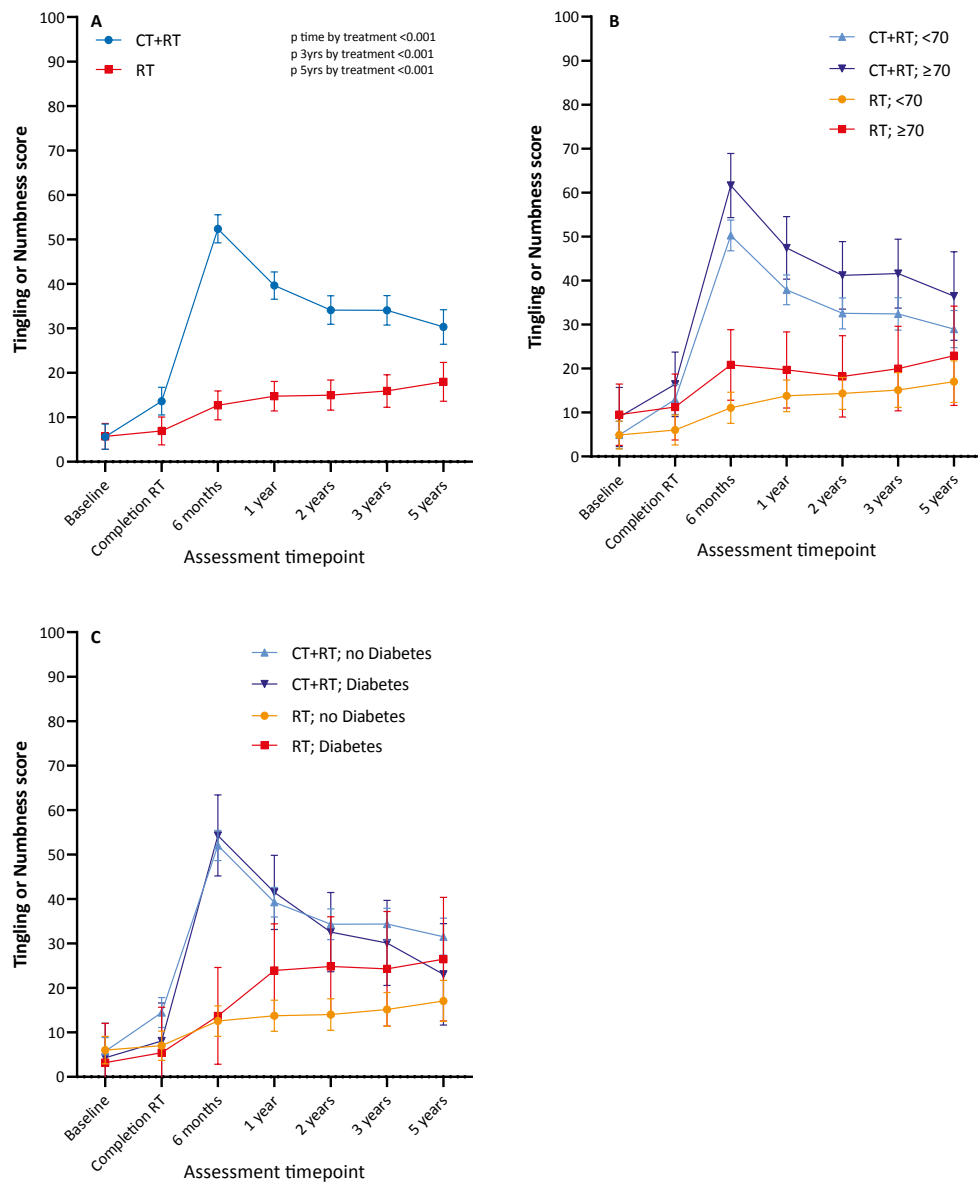 A
CT+RT
RT
p time by treatment <0.001
p 3yrs by treatment <0.001
p 5yrs by treatment <0.001
Tingling or Numbness score
100
90
80
70
60
50
40
30
20
10
0
Baseline
Completion RT
6 months
1 year
2 years
3 years
5 years
Assessment timepoint
B
CT+RT; <70
CT+RT; ≥70
RT; <70
RT; ≥70
Tingling or Numbness score
100
90
80
70
60
50
40
30
20
10
0
Baseline
Completion RT
6 months
1 year
2 years
3 years
5 years
Assessment timepoint
C
CT+RT; no Diabetes
CT+RT; Diabetes
RT; no Diabetes
RT; Diabetes
Tingling or Numbness score
100
90
80
70
60
50
40
30
20
10
0
Baseline
Completion RT
6 months
1 year
2 years
3 years
5 years
Assessment timepoint